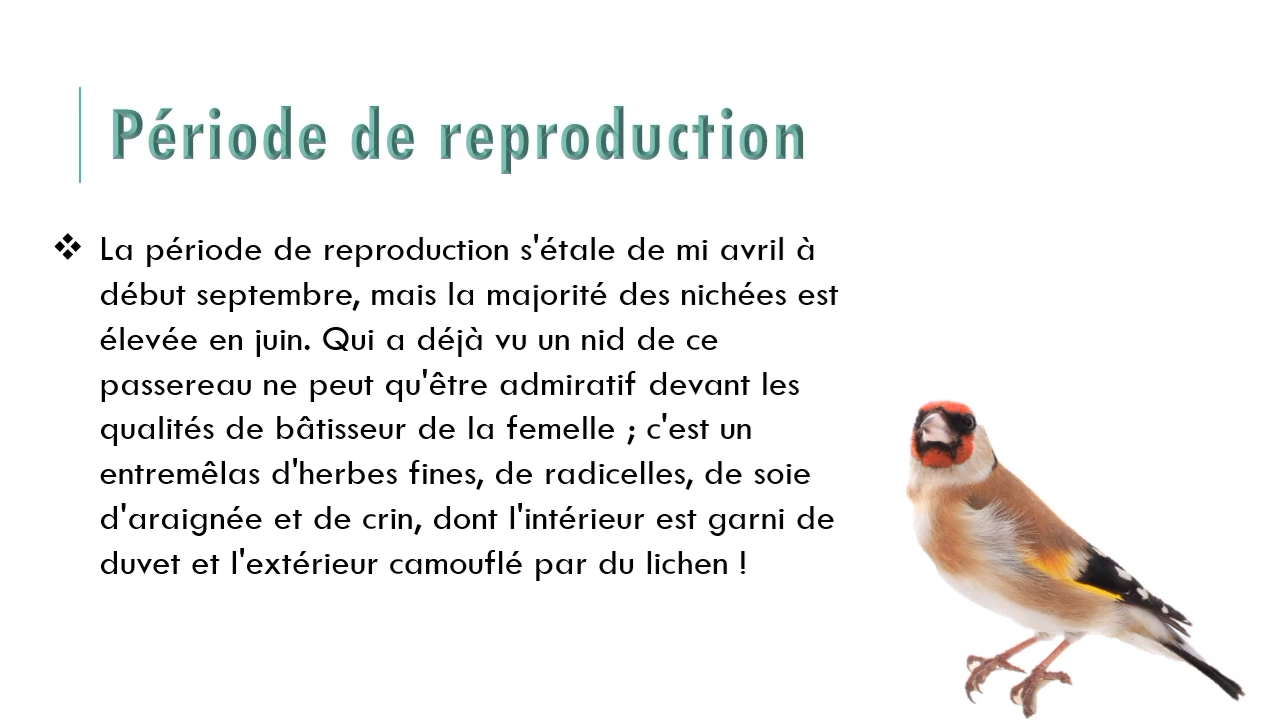 Période de reproduction
❖ La période de reproduction s'étale de mi avril à
début septembre, mais la majorité des nichées est
élevée en juin. Qui a déjà vu un nid de ce
passereau ne peut qu'être admiratif devant les
qualités de bâtisseur de la femelle ; c'est un
entremêlas d'herbes fines, de radicelles, de soie
d'araignée et de crin, dont l'intérieur est garni de
duvet et l'extérieur camouflé par du lichen !